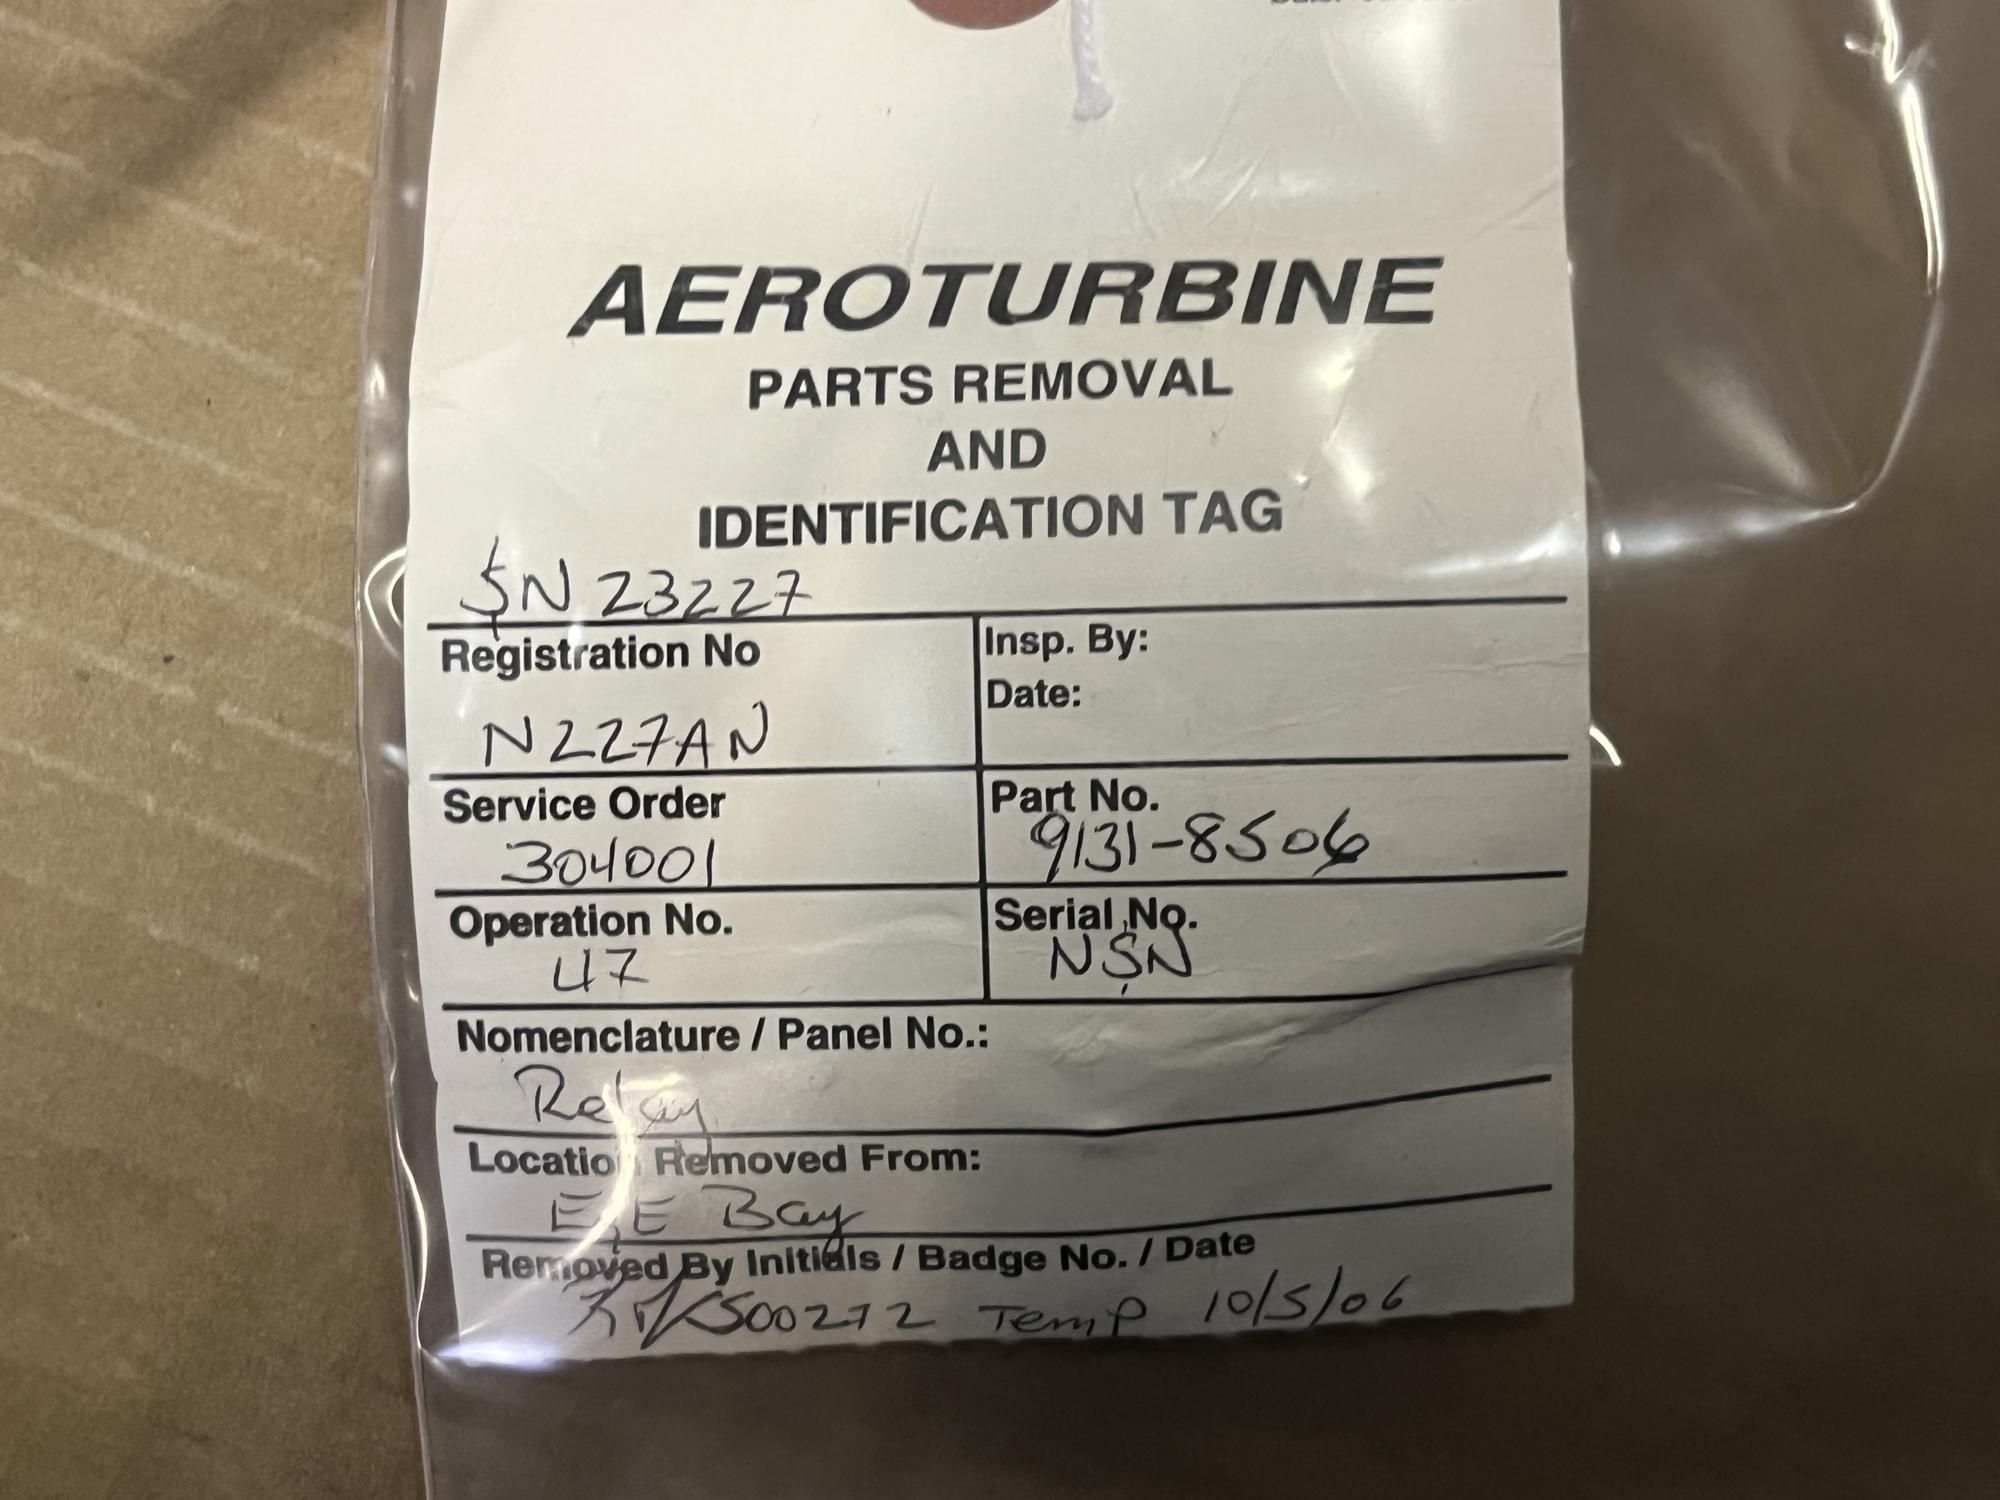 AEROTURBINE
PARTS REMOVAL
AND
IDENTIFICATION TAG
SN 23227
Registration No
N227AN
Insp. By:
Date:
Service Order
304001
Part No.
9131-8506
Operation No.
47
Serial No.
NSN
Nomenclature / Panel No.:
Relay
Location Removed From:
E,E Bay
Removed By Initials / Badge No. / Date
500272 Temp 10/5/06